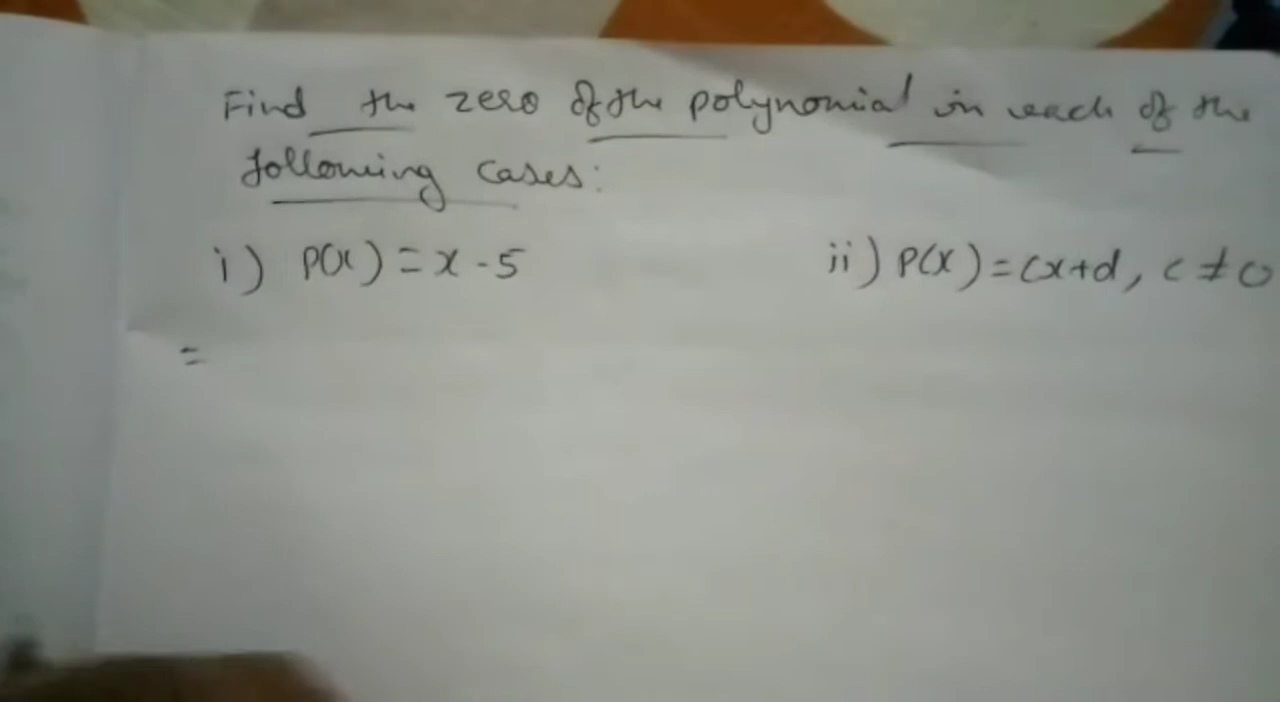 Find the zero of the polynomial in each of the
following cases:
i) P(x) = x - 5 ii) P(x) = cx+d, c ≠ 0
=